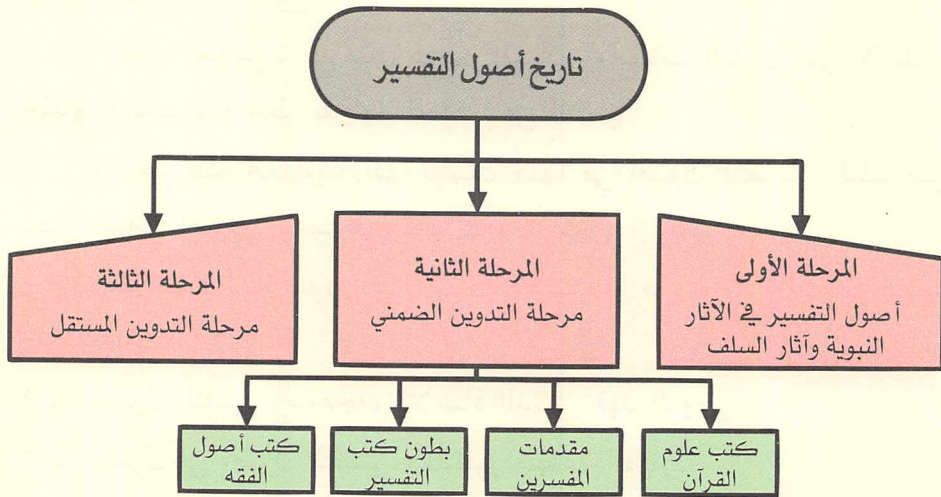 تاريخ أصول التفسير
المرحلة الأولى
أصول التفسير في الآثار
النبوية وآثار السلف
المرحلة الثانية
مرحلة التدوين الضمني
المرحلة الثالثة
مرحلة التدوين المستقل
كتب علوم
القرآن
مقدمات
المفسرين
بطون كتب
التفسير
كتب أصول
الفقه